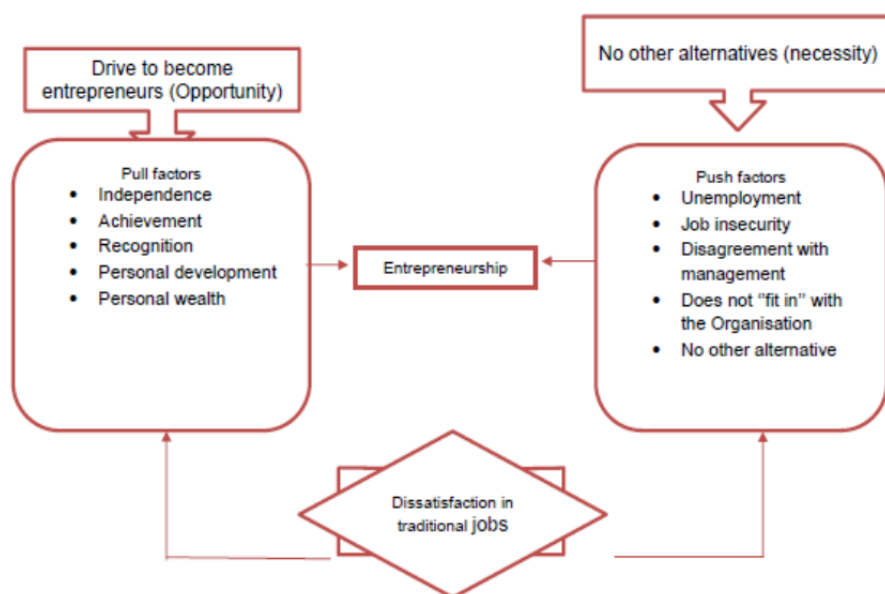 Drive to become
entrepreneurs (Opportunity)
No other alternatives (necessity)
Pull factors
• Independence
• Achievement
• Recognition
• Personal development
• Personal wealth
Entrepreneurship
Push factors
• Unemployment
• Job insecurity
• Disagreement with
management
• Does not “fit in” with
the Organisation
• No other alternative
Dissatisfaction in
traditional jobs